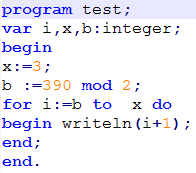 program test;
var i,x,b:integer;
begin
x:=3;
b :=390 mod 2;
for i:=b to  x do
begin writeln(i+1);
end;
end.